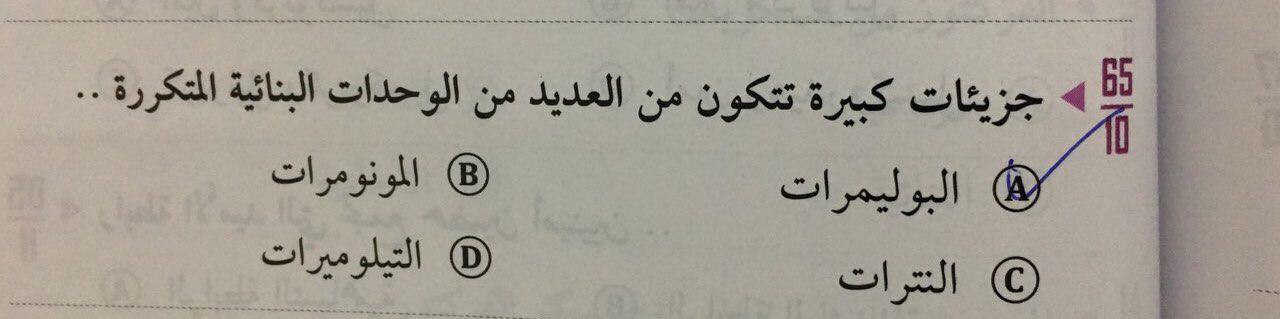 65
10
جزيئات كبيرة تتكون من العديد من الوحدات البنائية المتكررة ..
A البوليمرات B المونومرات
C النترات D التيلوميرات